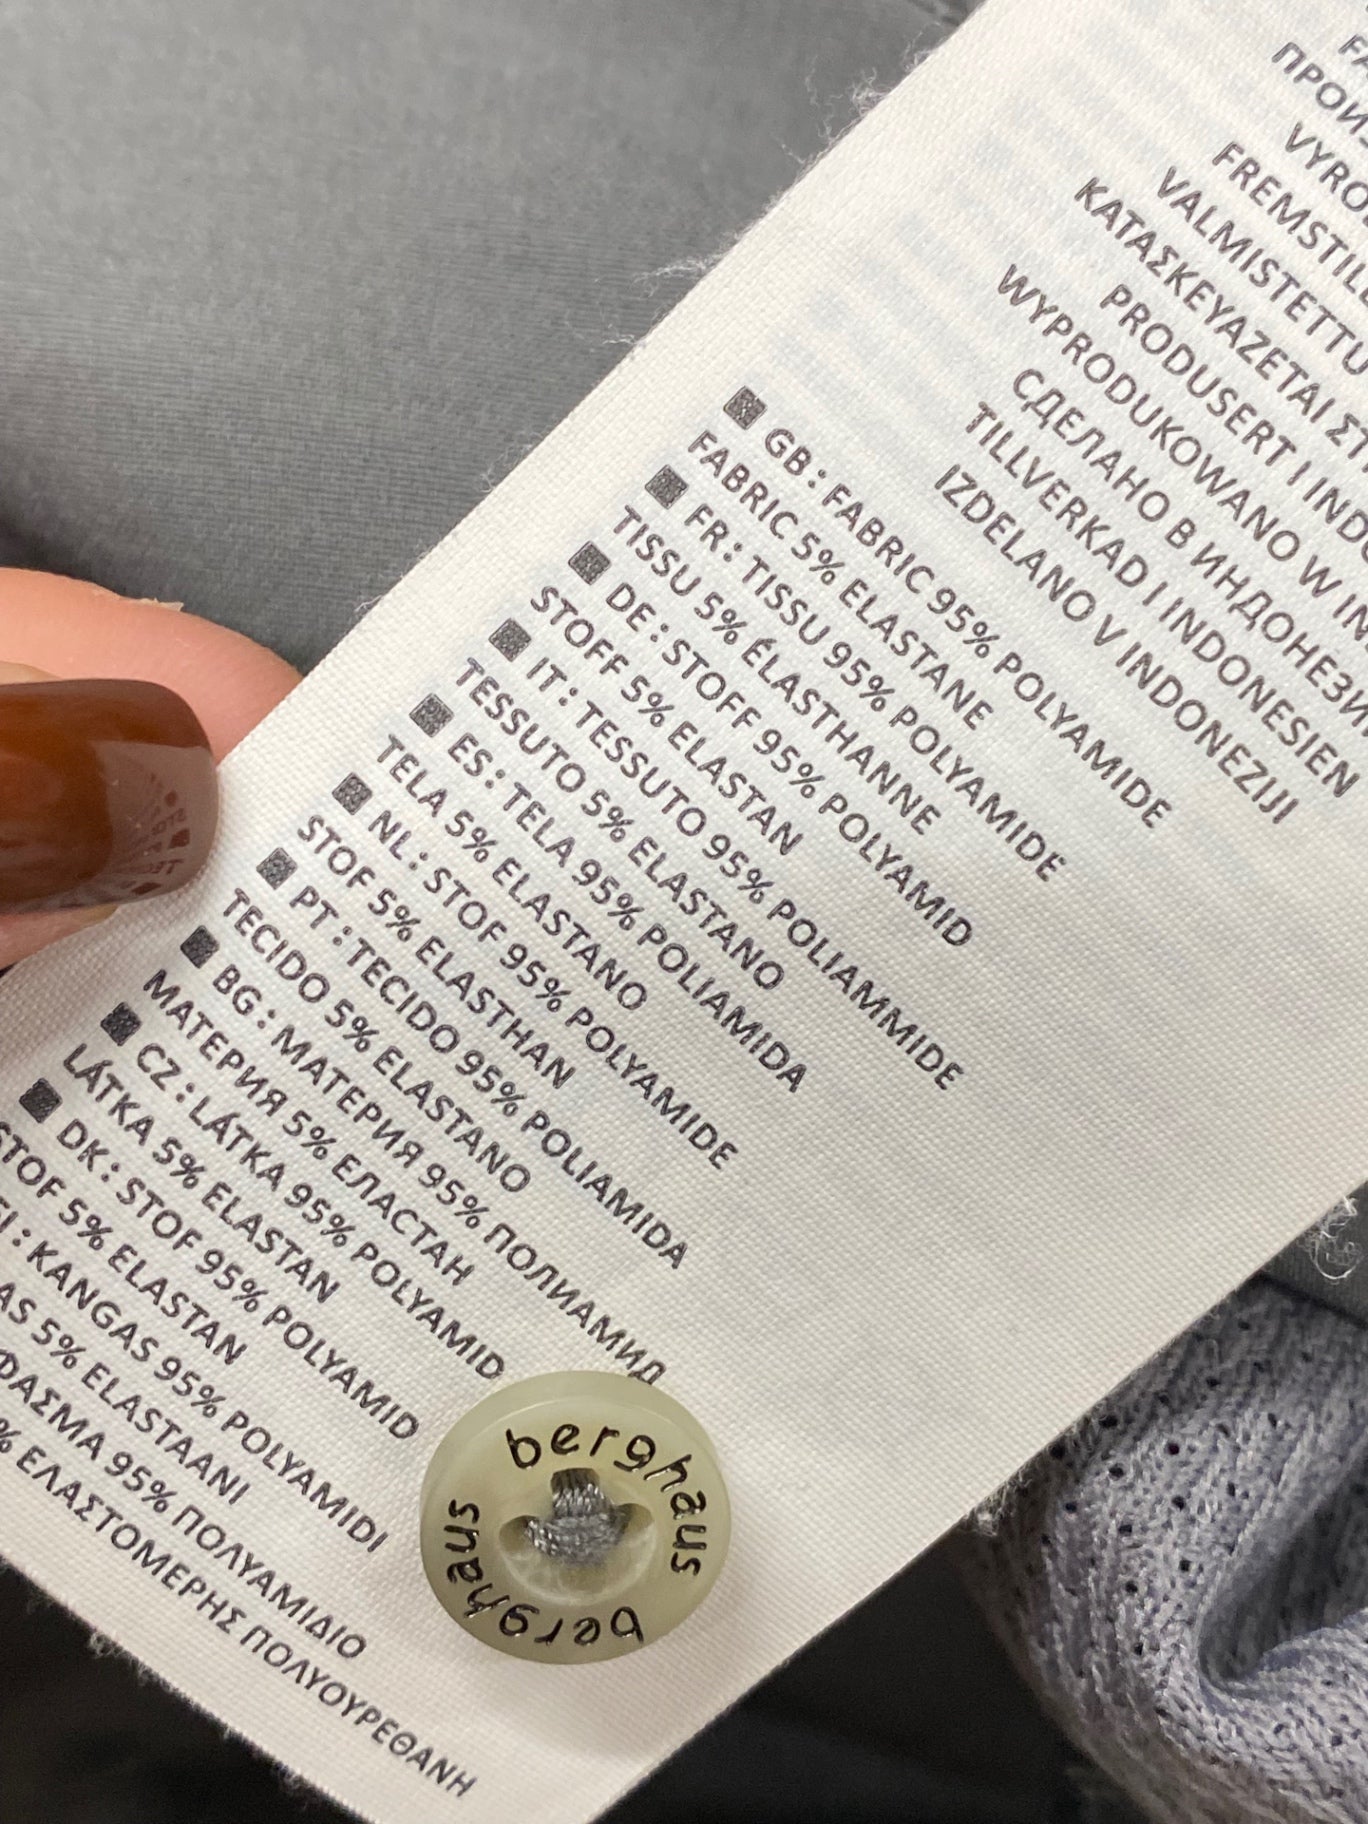 ПРОИЗ
VYRO
FREMSTIL
VALMISTETTU
ΚΑΤΑΣΚΕΥΑΖΕΤΑΙ ΣΤ
PRODUSERT I INDO
WYPRODUKOWANO W IN
СДЕЛАНО В ИНДОНЕЗИ
TILLVERKAD I INDONESIEN
IZDELANO V INDONEZIJI
GB : FABRIC 95% POLYAMIDE
FABRIC 5% ELASTANE
FR : TISSU 95% POLYAMIDE
TISSU 5% ÉLASTHANNE
DE : STOFF 95% POLYAMID
STOFF 5% ELASTAN
IT : TESSUTO 95% POLIAMMIDE
TESSUTO 5% ELASTANO
ES : TELA 95% POLIAMIDA
TELA 5% ELASTANO
NL : STOF 95% POLYAMIDE
STOF 5% ELASTHAN
PT : TECIDO 95% POLIAMIDA
TECIDO 5% ELASTANO
BG : МАТЕРИЯ 95% ПОЛИАМИД
МАТЕРИЯ 5% ЕЛАСТАН
CZ : LÁTKA 95% POLYAMID
LÁTKA 5% ELASTAN
DK : STOF 95% POLYAMID
STOF 5% ELASTAN
FI : KANGAS 95% POLYAMIDI
AS 5% ELASTAANI
ΦΑΣΜΑ 95% ΠΟΛΥΑΜΙΔΙΟ
% ΕΛΑΣΤΟΜΕΡΗΣ ΠΟΛΥΟΥΡΕΘΑΝΗ
berghaus
berghaus